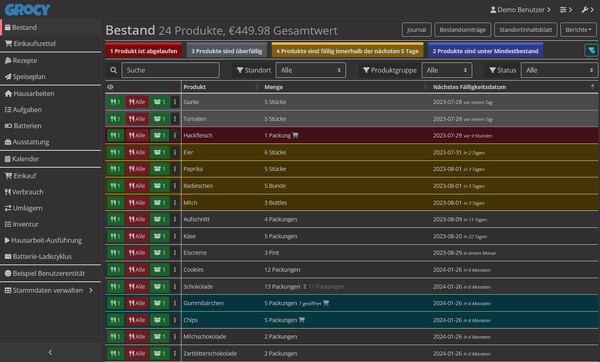 GROCY
Demo Benutzer
Bestand
Einkaufszettel
Rezepte
Speiseplan
Hausarbeiten
Aufgaben
Batterien
Ausstattung
Kalender
Einkauf
Verbrauch
Umlagern
Inventur
Hausarbeit-Ausführung
Batterie-Ladezyklus
Beispiel Benutzerentität
Stammdaten verwalten
Bestand 24 Produkte, €449.98 Gesamtwert
Journal Bestandseinträge Standortinhaltsblatt Berichte
1 Produkt ist abgelaufen 3 Produkte sind überfällig 4 Produkte sind fällig innerhalb der nächsten 5 Tage 2 Produkte sind unter Mindestbestand
Suche Standort Alle Produktgruppe Alle Status Alle
Produkt Menge Nächstes Fälligkeitsdatum
1 Alle 1 Gurke 5 Stücke 2023-07-28 vor einem Tag
1 Alle 1 Tomaten 5 Stücke 2023-07-28 vor einem Tag
1 Alle 1 Hackfleisch 1 Packung 2023-07-29 vor 9 Stunden
1 Alle 1 Eier 6 Stücke 2023-07-31 in 2 Tagen
1 Alle 1 Paprika 5 Stücke 2023-08-01 in 3 Tagen
1 Alle 1 Radieschen 5 Bunde 2023-08-01 in 3 Tagen
1 Alle 1 Milch 3 Bottles 2023-08-01 in 3 Tagen
1 Alle 1 Aufschnitt 4 Packungen 2023-08-09 in 11 Tagen
1 Alle 1 Käse 5 Packungen 2023-08-20 in 22 Tagen
1 Alle 1 Eiscreme 3 Pint 2023-08-29 in einem Monat
1 Alle 1 Cookies 12 Packungen 2024-01-26 in 6 Monaten
1 Alle 1 Schokolade 13 Packungen 17 Packungen 2024-01-26 in 6 Monaten
1 Alle 1 Gummibärchen 5 Packungen 1 geöffnet 2024-01-26 in 6 Monaten
1 Alle 1 Chips 5 Packungen 2024-01-26 in 6 Monaten
1 Alle 1 Milchschokolade 2 Packungen 2024-01-26 in 6 Monaten
1 Alle 1 Zartbitterschokolade 2 Packungen 2024-01-26 in 6 Monaten